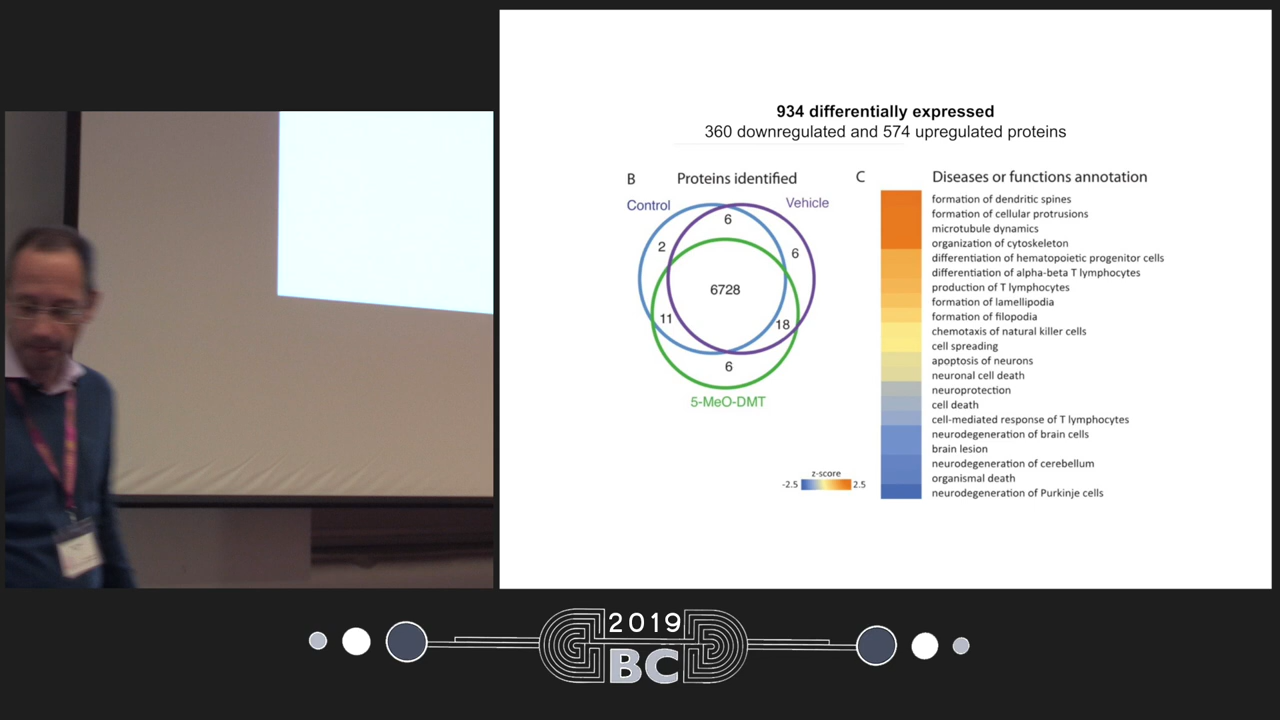 934 differentially expressed
360 downregulated and 574 upregulated proteins
B Proteins identified
Control
Vehicle
6
2
6
6728
11
18
6
5-MeO-DMT
C Diseases or functions annotation
formation of dendritic spines
formation of cellular protrusions
microtubule dynamics
organization of cytoskeleton
differentiation of hematopoietic progenitor cells
differentiation of alpha-beta T lymphocytes
production of T lymphocytes
formation of lamellipodia
formation of filopodia
chemotaxis of natural killer cells
cell spreading
apoptosis of neurons
neuronal cell death
neuroprotection
cell death
cell-mediated response of T lymphocytes
neurodegeneration of brain cells
brain lesion
neurodegeneration of cerebellum
organismal death
neurodegeneration of Purkinje cells
z-score
-2.5 2.5
2019
BC